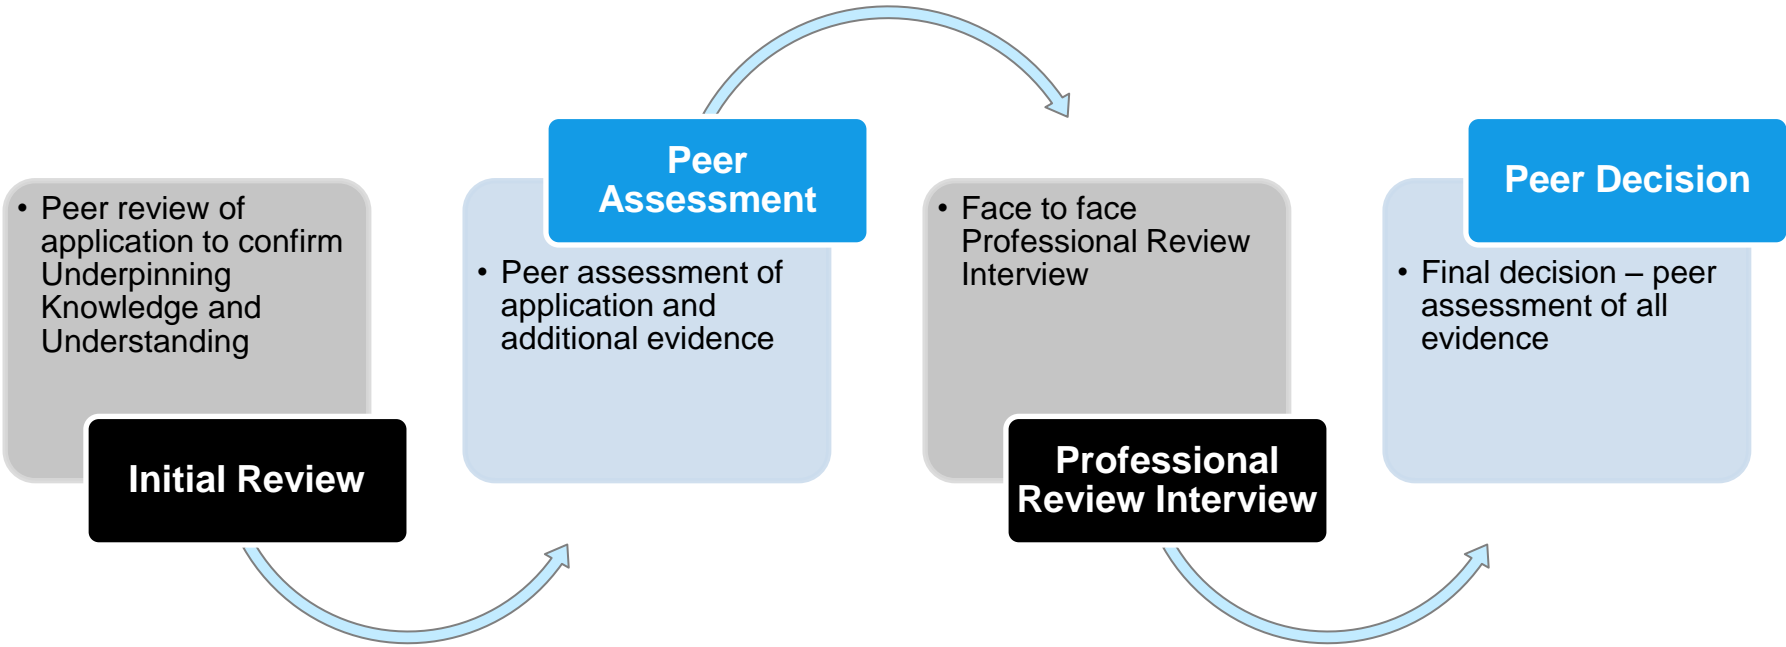 • Peer review of
application to confirm
Underpinning
Knowledge and
Understanding
Initial Review
Peer
Assessment
• Peer assessment of
application and
additional evidence
• Face to face
Professional Review
Interview
Professional
Review Interview
Peer Decision
• Final decision – peer
assessment of all
evidence